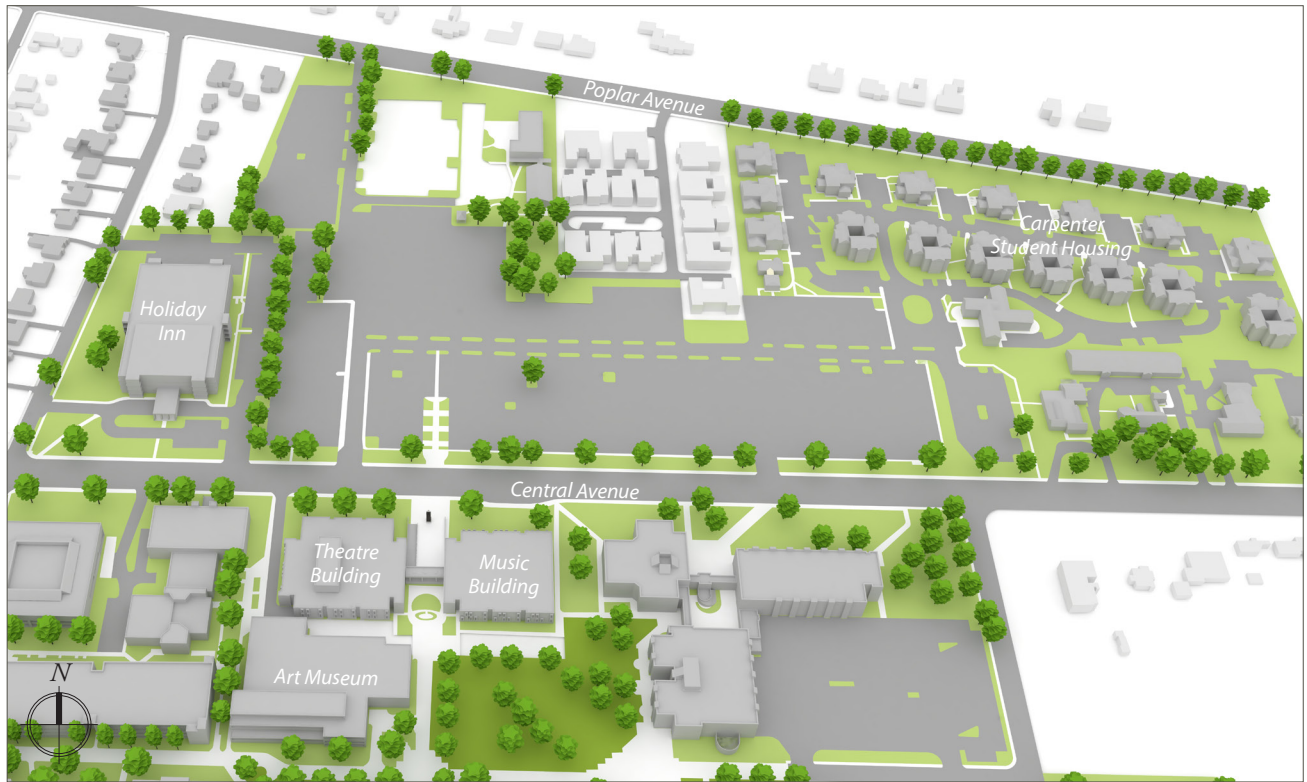 Poplar Avenue
Carpenter
Student Housing
Holiday
Inn
Central Avenue
Theatre
Building
Music
Building
Art Museum
N